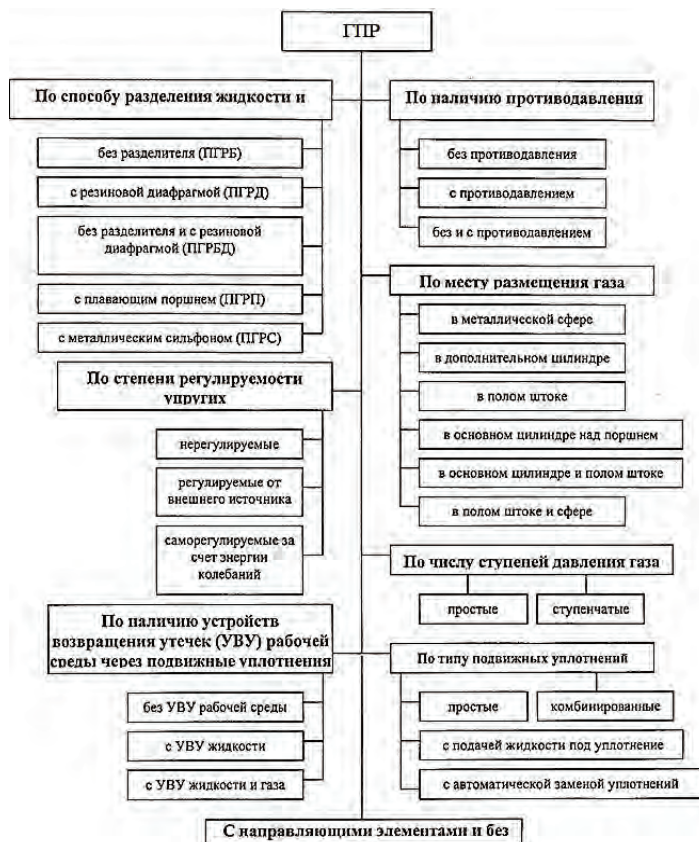 ГПР
По способу разделения жидкости и
без разделителя (ПГРБ)
с резиновой диафрагмой (ПГРД)
без разделителя и с резиновой
диафрагмой (ПГРБД)
с плавающим поршнем (ПГРП)
с металлическим сильфоном (ПГРС)
По степени регулируемости
упругих
нерегулируемые
регулируемые от
внешнего источника
саморегулируемые за
счет энергии
колебаний
По наличию устройств
возвращения утечек (УВУ) рабочей
среды через подвижные уплотнения
без УВУ рабочей среды
с УВУ жидкости
с УВУ жидкости и газа
По наличию противодавления
без противодавления
с противодавлением
без и с противодавлением
По месту размещения газа
в металлической сфере
в дополнительном цилиндре
в полом штоке
в основном цилиндре над поршнем
в основном цилиндре и полом штоке
в полом штоке и сфере
По числу ступеней давления газа
простые
ступенчатые
По типу подвижных уплотнений
простые
комбинированные
с подачей жидкости под уплотнение
с автоматической заменой уплотнений
С направляющими элементами и без